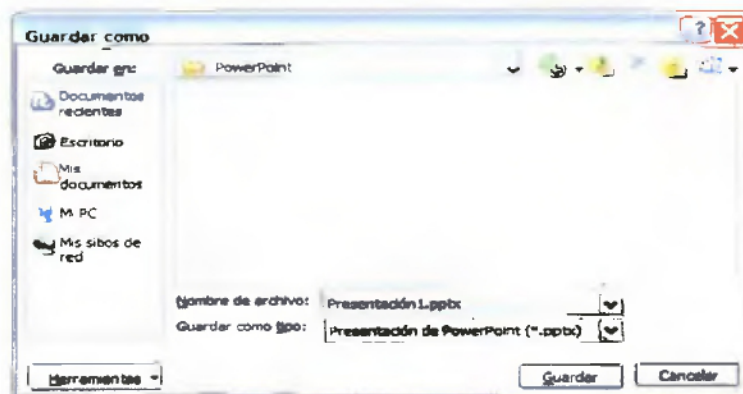 Guardar como
Guardar en:
PowerPoint
Documentos
recientes
Escritorio
Mis
documentos
Mi PC
Mis sitios de
red
Nombre de archivo:
Presentación1.pptx
Guardar como tipo:
Presentación de PowerPoint (*.pptx)
Herramientas
Guardar
Cancelar